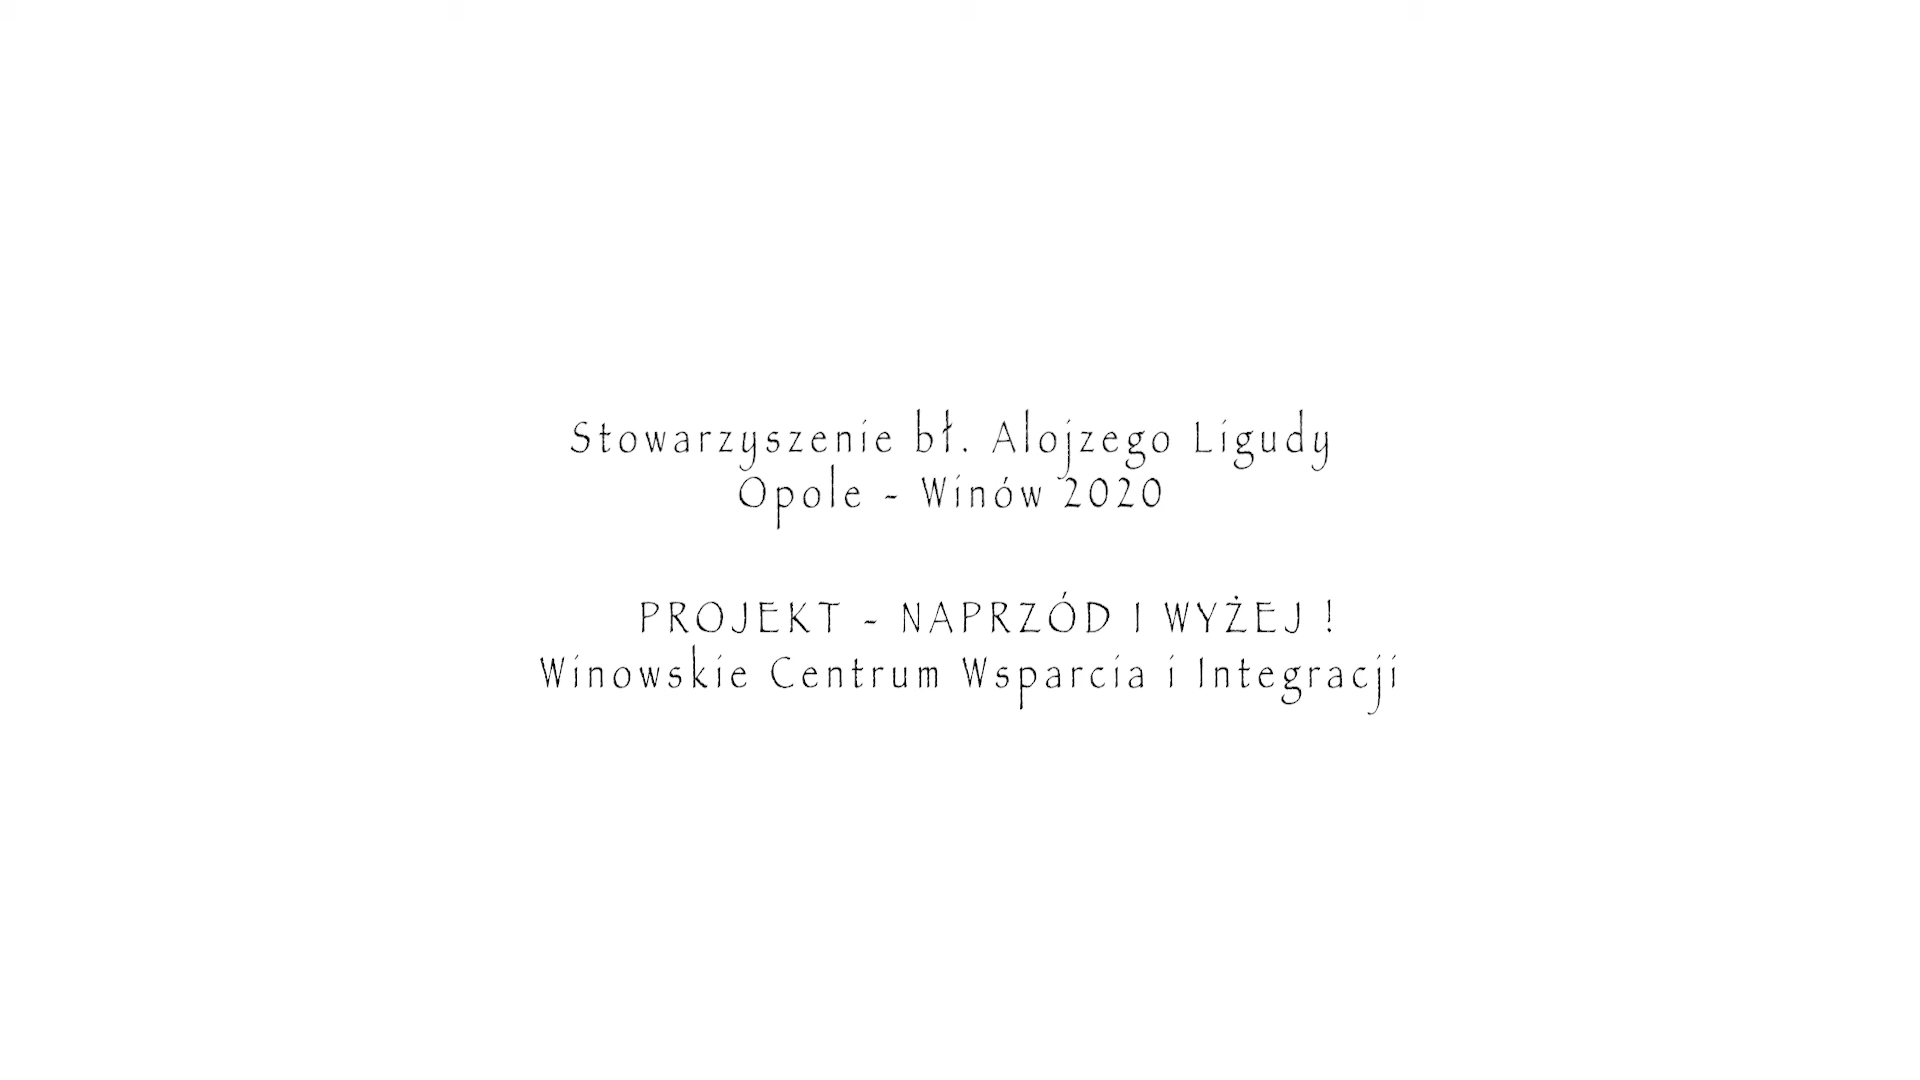 Stowarzyszenie bł. Alojzego Ligudy
Opole - Winów 2020
PROJEKT - NAPRZÓD I WYŻEJ !
Winowskie Centrum Wsparcia i Integracji